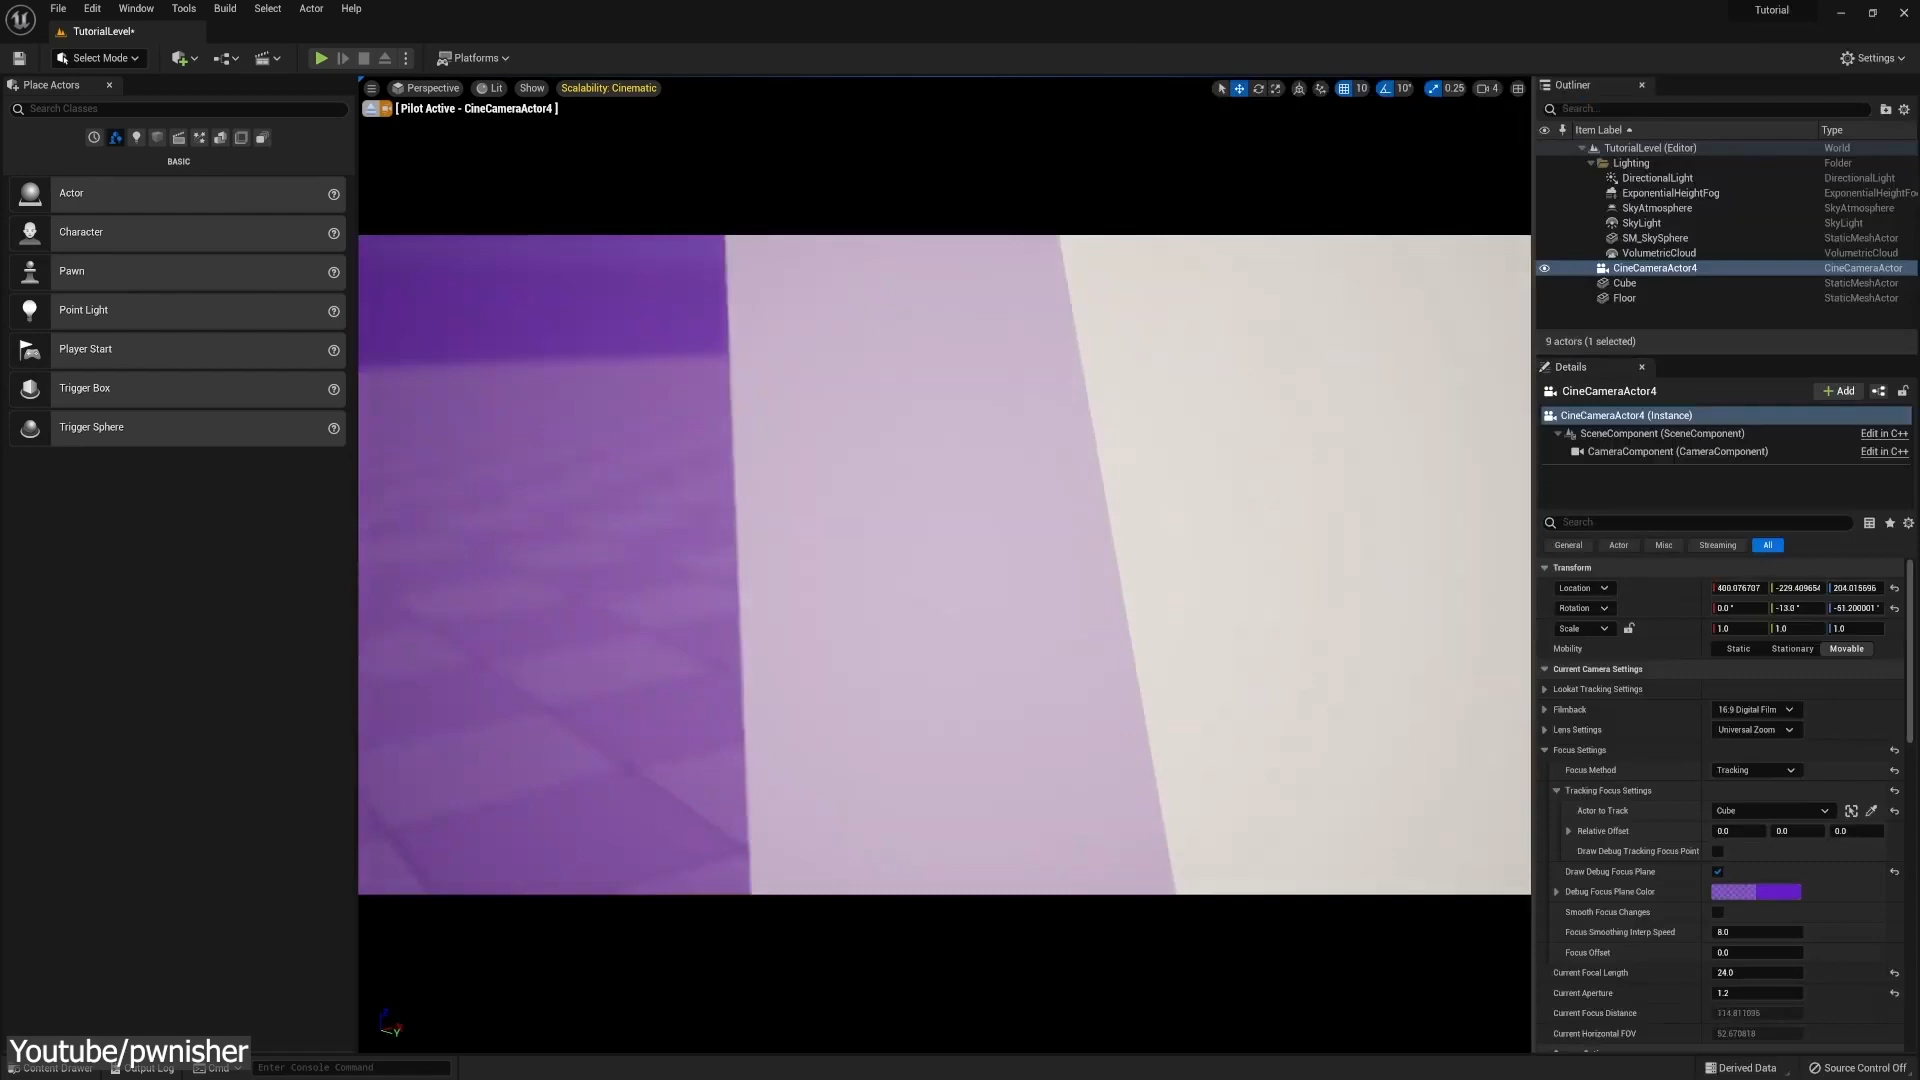 File Edit Window Tools Build Select Actor Help
Tutorial
TutorialLevel*
Select Mode
Platforms
Settings
Place Actors
Search Classes
BASIC
Actor
Character
Pawn
Point Light
Player Start
Trigger Box
Trigger Sphere
Perspective Lit Show Scalability: Cinematic
10 10° 0.25 4
[ Pilot Active - CineCameraActor4 ]
Y
Outliner
Search...
Item Label Type
TutorialLevel (Editor) World
Lighting Folder
DirectionalLight DirectionalLight
ExponentialHeightFog ExponentialHeightFo
SkyAtmosphere SkyAtmosphere
SkyLight SkyLight
SM_SkySphere StaticMeshActor
VolumetricCloud VolumetricCloud
CineCameraActor4 CineCameraActor
Cube StaticMeshActor
Floor StaticMeshActor
9 actors (1 selected)
Details
CineCameraActor4
Add
CineCameraActor4 (Instance)
SceneComponent (SceneComponent) Edit in C++
CameraComponent (CameraComponent) Edit in C++
Search
General Actor Misc Streaming All
Transform
Location 400.076707 -229.409654 204.015696
Rotation 0.0° -13.0° -51.200001°
Scale 1.0 1.0 1.0
Mobility Static Stationary Movable
Current Camera Settings
Lookat Tracking Settings
Filmback 16:9 Digital Film
Lens Settings Universal Zoom
Focus Settings
Focus Method Tracking
Tracking Focus Settings
Actor to Track Cube
Relative Offset 0.0 0.0 0.0
Draw Debug Tracking Focus Point
Draw Debug Focus Plane
Debug Focus Plane Color
Smooth Focus Changes
Focus Smoothing Interp Speed 8.0
Focus Offset 0.0
Current Focal Length 24.0
Current Aperture 1.2
Current Focus Distance 114.811035
Current Horizontal FOV 52.670818
Youtube/pwnisher
Content Drawer Output Log Cmd Enter Console Command
Derived Data Source Control Off